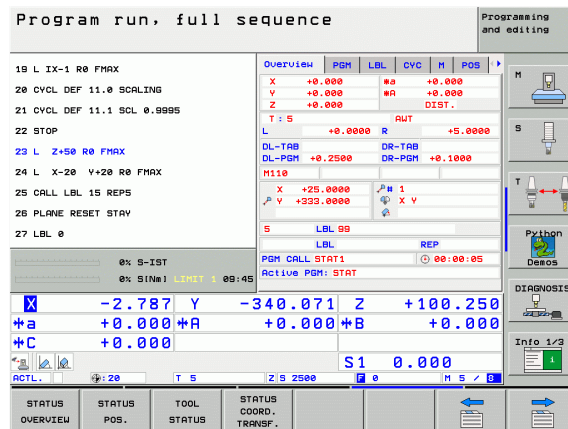 Program run, full sequence
Programming and editing
19 L IX-1 R0 FMAX
20 CYCL DEF 11.0 SCALING
21 CYCL DEF 11.1 SCL 0.9995
22 STOP
23 L Z+50 R0 FMAX
24 L X-20 Y+20 R0 FMAX
25 CALL LBL 15 REP5
26 PLANE RESET STAY
27 LBL 0
0% S-IST
0% S[Nm] LIMIT 1 09:45
Overview PGM LBL CYC M POS
X +0.000 *a +0.000
Y +0.000 *A +0.000
Z +0.000 DIST.
T : 5 AWT
L +0.0000 R +5.0000
DL-TAB DR-TAB
DL-PGM +0.2500 DR-PGM +0.1000
M110
X +25.0000 # 1
Y +333.0000 X Y
5 LBL 99
LBL REP
PGM CALL STAT1 00:00:05
Active PGM: STAT
X -2.787 Y -340.071 Z +100.250
*a +0.000 *A +0.000 *B +0.000
*C +0.000
S1 0.000
ACTL. : 20 T 5 Z S 2500 F 0 M 5 / 8
M
S
T
Python
Demos
DIAGNOSIS
Info 1/3
STATUS OVERVIEW
STATUS POS.
TOOL STATUS
STATUS COORD. TRANSF.